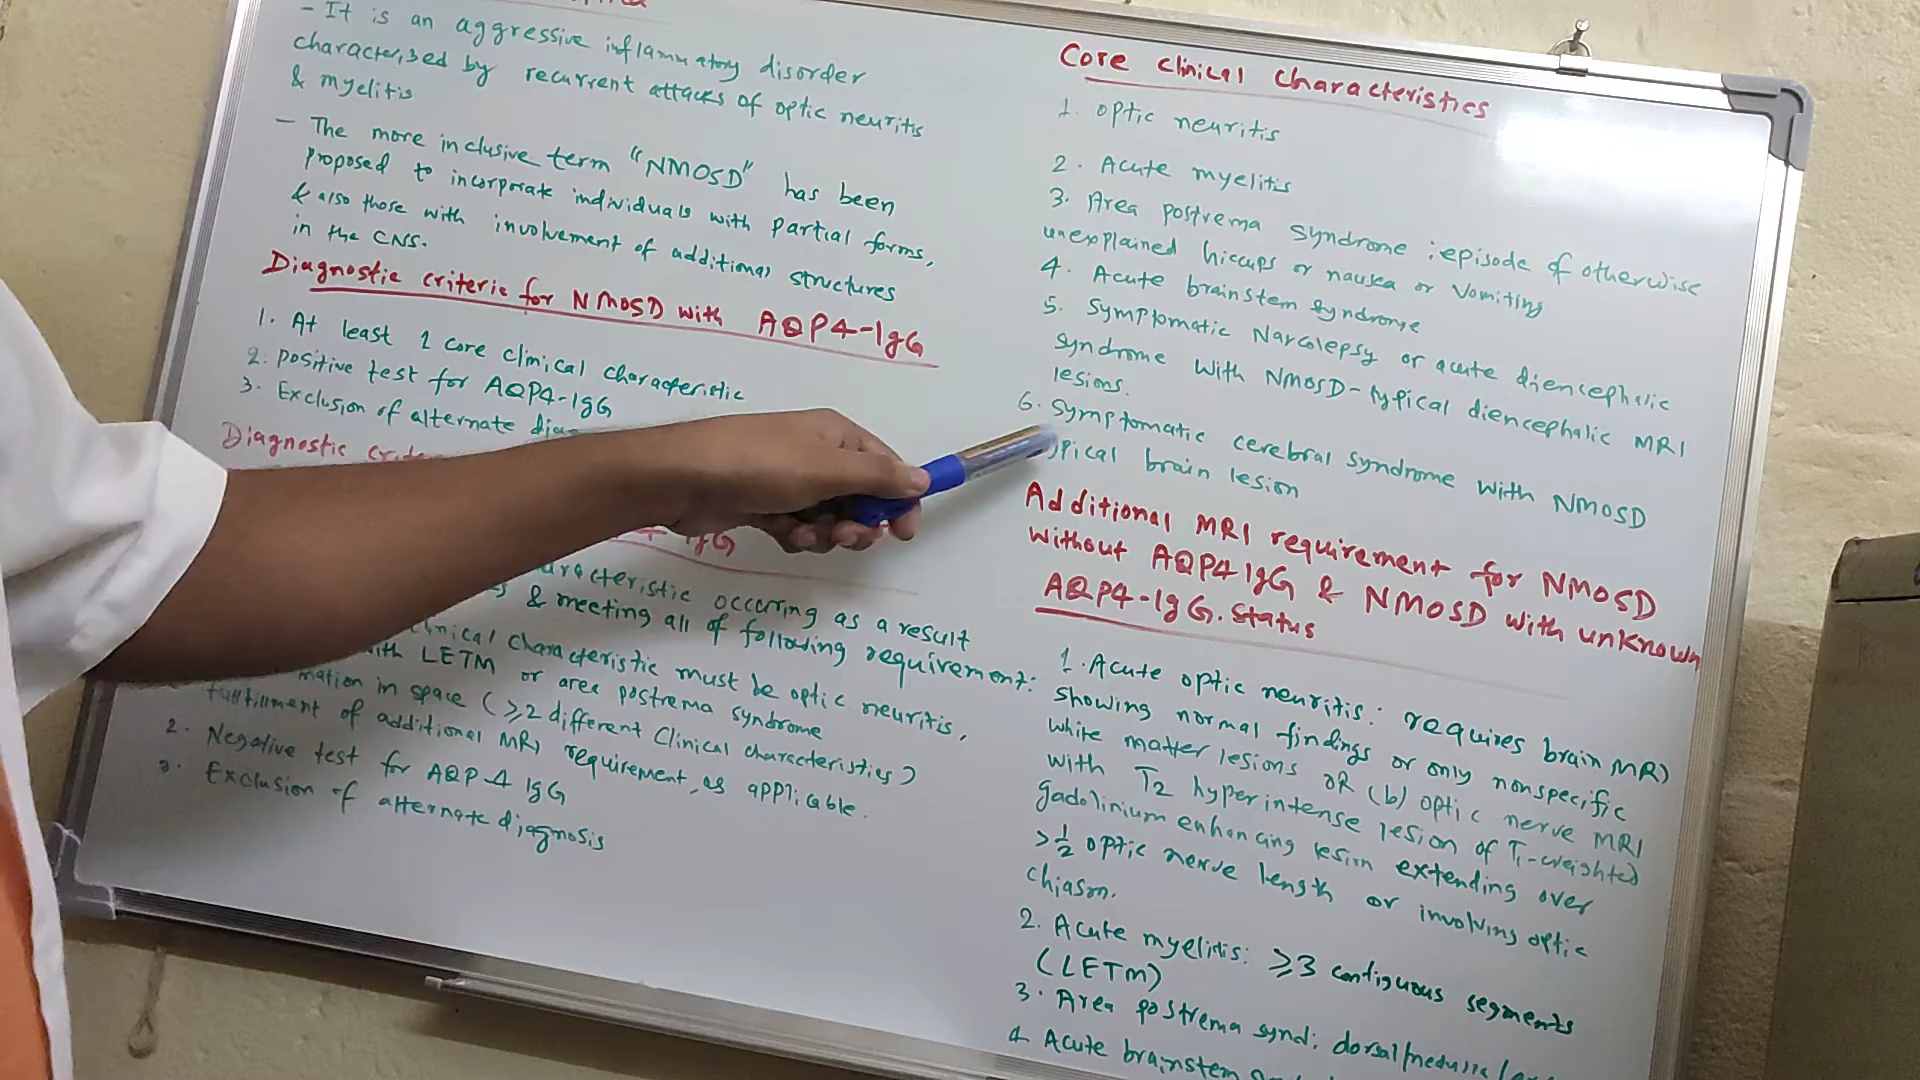 - It is an aggressive inflammatory disorder
characterized by recurrent attacks of optic neuritis
& myelitis
- The more inclusive term "NMOSD" has been
proposed to incorporate individuals with partial forms,
& also those with involvement of additional structures
in the CNS.
Diagnostic criteria for NMOSD with AQP4-IgG
1. At least 1 core clinical characteristic
2. positive test for AQP4-IgG
3. Exclusion of alternate
Diagnostic
IgG
occuring as a result
& meeting all of following requirement:
clinical characteristic must be optic neuritis,
with LETM or area postrema syndrome
in space (≥2 different clinical characteristics)
fulfillment of additional MRI requirement, as applicable.
2. Negative test for AQP-4 IgG
3. Exclusion of alternate diagnosis
Core clinical characteristics
1. optic neuritis
2. Acute myelitis
3. Area postrema syndrome : episode of otherwise
unexplained hiccups or nausea or vomiting
4. Acute brainstem syndrome
5. Symptomatic Narcolepsy or acute diencephalic
syndrome with NMOSD-typical diencephalic MRI
lesions.
6. Symptomatic cerebral syndrome with NMOSD
brain lesion
Additional MRI requirement for NMOSD
without AQP4 IgG & NMOSD with unknown
AQP4-IgG. status
1. Acute optic neuritis: requires brain MRI
showing normal findings or only nonspecific
white matter lesions OR (b) optic nerve MRI
with T2 hyperintense lesion of T1-weighted
gadolinium enhancing lesion extending over
>1/2 optic nerve length or involving optic
chiasm.
2. Acute myelitis: ≥3 contiguous segments
(LETM)
3. Area postrema synd: dorsal/medulla/
4. Acute brainstem